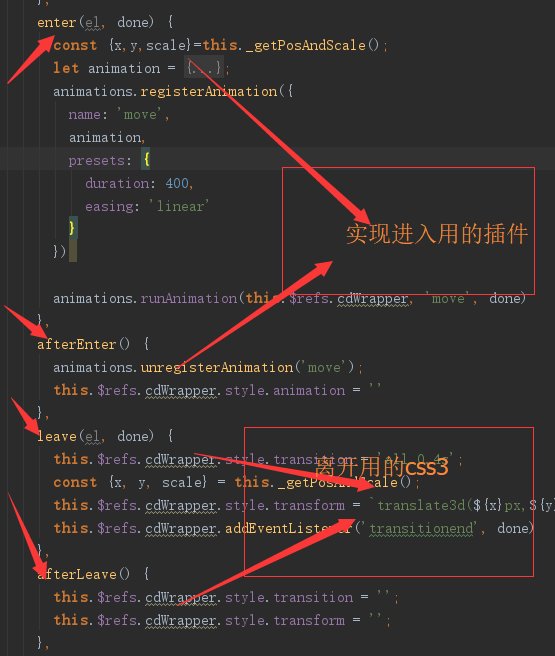 },
enter(el, done) {
const {x,y,scale}=this._getPosAndScale();
let animation = {...};
animations.registerAnimation({
name: 'move',
animation,
presets: {
duration: 400,
easing: 'linear'
}
})
实现进入用的插件
animations.runAnimation(this.$refs.cdWrapper, 'move', done)
},
afterEnter() {
animations.unregisterAnimation('move');
this.$refs.cdWrapper.style.animation = ''
},
leave(el, done) {
this.$refs.cdWrapper.style.transition = 'all 0.4s';
离开用的css3
const {x, y, scale} = this._getPosAndScale();
this.$refs.cdWrapper.style.transform = `translate3d(${x}px,${y}
this.$refs.cdWrapper.addEventListener('transitionend', done)
},
afterLeave() {
this.$refs.cdWrapper.style.transition = '';
this.$refs.cdWrapper.style.transform = '';
},